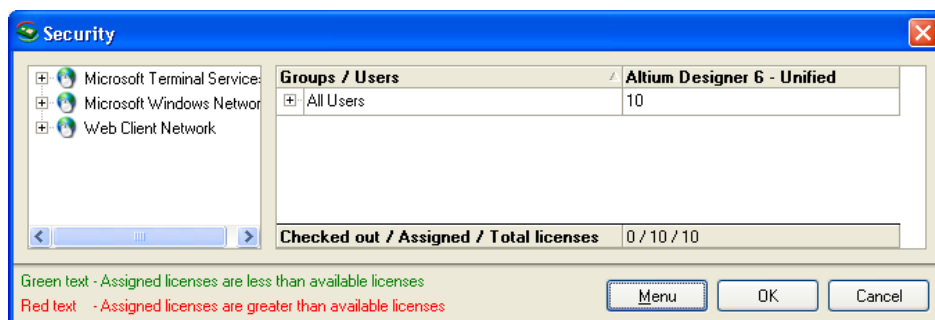 Security
Microsoft Terminal Service
Microsoft Windows Networ
Web Client Network
Groups / Users Altium Designer 6 - Unified
All Users 10
Checked out / Assigned / Total licenses 0 / 10 / 10
Green text - Assigned licenses are less than available licenses
Red text - Assigned licenses are greater than available licenses
Menu OK Cancel